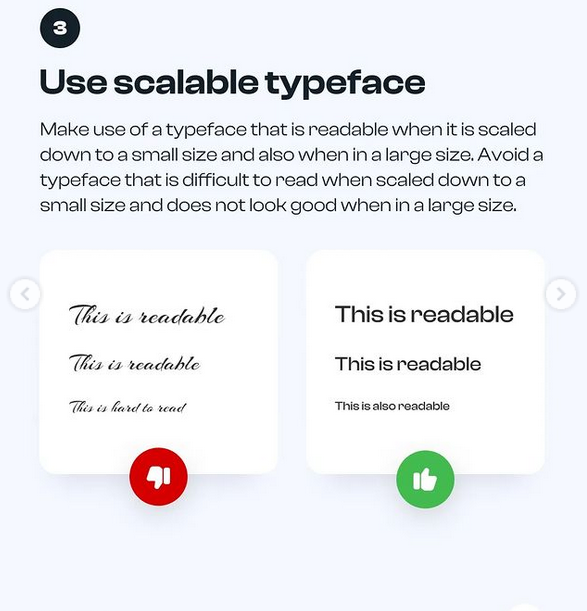 3
Use scalable typeface
Make use of a typeface that is readable when it is scaled
down to a small size and also when in a large size. Avoid a
typeface that is difficult to read when scaled down to a
small size and does not look good when in a large size.
This is readable
This is readable
This is hard to read
This is readable
This is readable
This is also readable